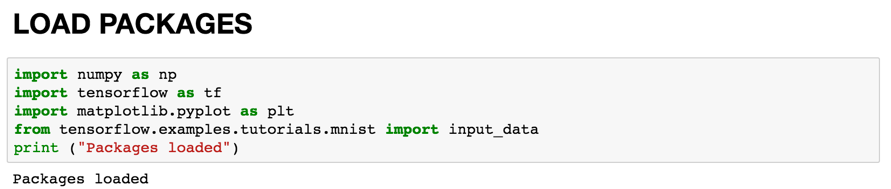 LOAD PACKAGES
import numpy as np
import tensorflow as tf
import matplotlib.pyplot as plt
from tensorflow.examples.tutorials.mnist import input_data
print ("Packages loaded")
Packages loaded